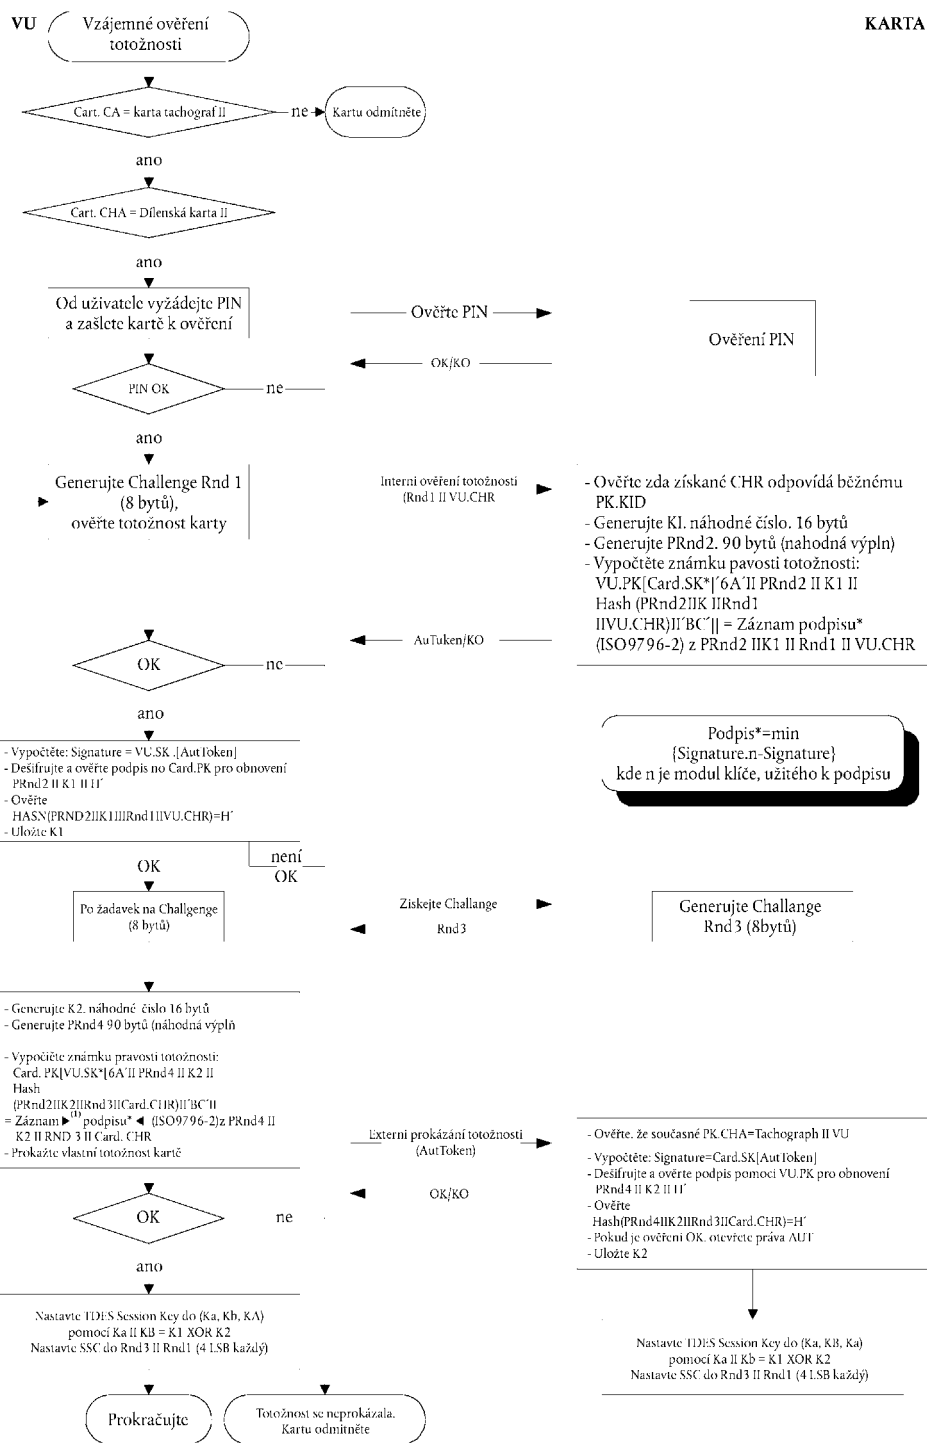 VU
Vzájemné ověření
totožnosti
KARTA
Cart. CA = karta tachograf II
ne
Kartu odmítněte
ano
Cart. CHA = Dílenská karta II
ano
Od uživatele vyžádejte PIN
a zašlete kartě k ověření
Ověřte PIN
Ověření PIN
OK/KO
PIN OK
ne
ano
Generujte Challenge Rnd 1
(8 bytů),
ověřte totožnost karty
Interní ověření totožnosti
(Rnd1 II VU.CHR
- Ověřte zda získané CHR odpovídá běžnému
PK.KID
- Generujte KI. náhodné číslo. 16 bytů
- Generujte PRnd2. 90 bytů (nahodná výpln)
- Vypočtěte známku pavosti totožnosti:
VU.PK[Card.SK*[´6A´II PRnd2 II K1 II
Hash (PRnd2IIK IIRnd1
IIVU.CHR)II´BC´]] = Záznam podpisu*
(ISO9796-2) z PRnd2 IIK1 II Rnd1 II VU.CHR
AuTuken/KO
OK
ne
ano
Podpis*=min
{Signature.n-Signature}
kde n je modul klíče, užitého k podpisu
- Vypočtěte: Signature = VU.SK .[AutToken]
- Dešifrujte a ověřte podpis no Card.PK pro obnovení
PRnd2 II K1 II H´
- Ověřte
HASN(PRND2IIK1IIIRnd1IIVU.CHR)=H´
- Uložte K1
OK
není
OK
Po žadavek na Challgenge
(8 bytů)
Získejte Challange
Rnd3
Generujte Challange
Rnd3 (8bytů)
- Generujte K2. náhodné číslo 16 bytů
- Generujte PRnd4 90 bytů (náhodná výplň
- Vypočiěte známku pravosti totožnosti:
Card. PK[VU.SK*[6A´II PRnd4 II K2 II
Hash
(PRnd2IIK2IIRnd3IICard.CHR)II´BC´II
= Záznam ►(1) podpisu* ◄ (ISO9796-2)z PRnd4 II
K2 II RND 3 II Card. CHR
- Prokažte vlastní totožnost kartě
Externi prokázání totožnosti
(AutToken)
- Ověřte. že současné PK.CHA=Tachograph II VU
- Vypočtěte: Signature=Card.SK[AutToken]
- Dešifrujte a ověrte podpis pomocí VU.PK pro obnovení
PRnd4 II K2 II H´
- Ověřte
Hash(PRnd4IIK2IIRnd3IICard.CHR)=H´
- Pokud je ověření OK. otevřete práva AUT
- Uložte K2
OK/KO
OK
ne
ano
Nastavte TDES Session Key do (Ka, Kb, KA)
pomocí Ka II KB = K1 XOR K2
Nastavte SSC do Rnd3 II Rnd1 (4 LSB každý)
Nastavte TDES Session Key do (Ka, KB, Ka)
pomocí Ka II Kb = K1 XOR K2
Nastavte SSC do Rnd3 II Rnd1 (4 LSB každý)
Prokračujte
Totožnost se neprokázala.
Kartu odmitněte